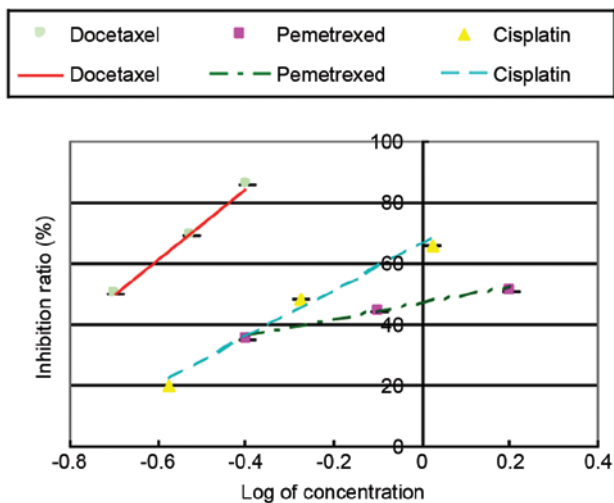 Docetaxel Pemetrexed Cisplatin
Docetaxel Pemetrexed Cisplatin
100
80
60
40
20
0
Inhibition ratio (%)
-0.8 -0.6 -0.4 -0.2 0 0.2 0.4
Log of concentration